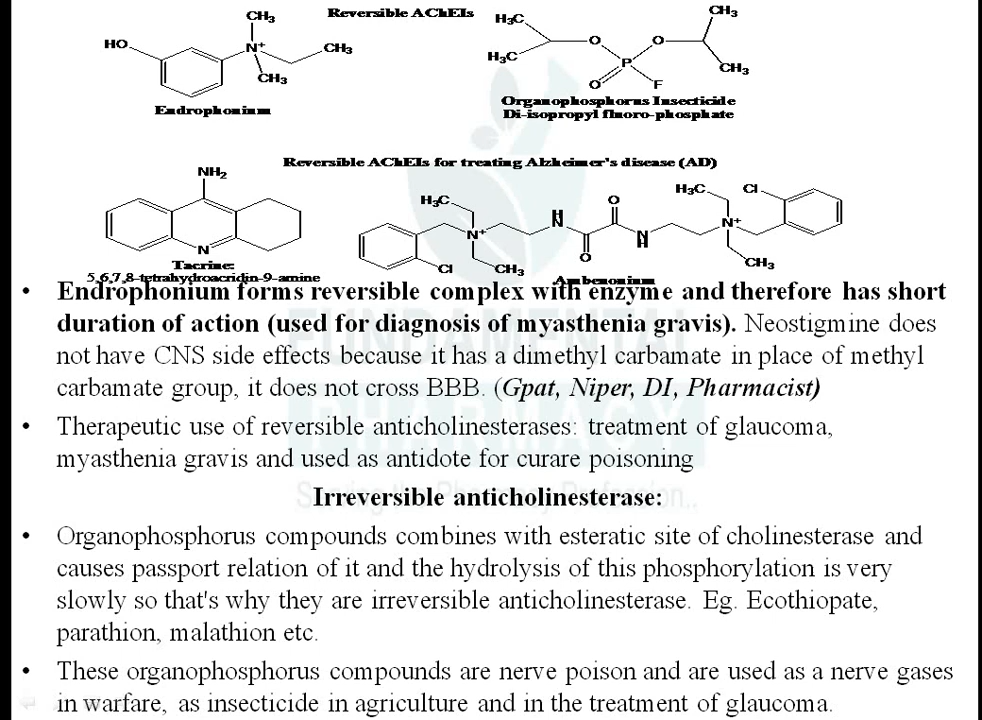 Reversible AChEIs
CH₃
HO
N⁺
CH₃
CH₃
Endrophonium
H₃C
H₃C
O
O
P
O
F
CH₃
CH₃
Organophosphorus Insecticide
Di-isopropyl fluoro-phosphate
Reversible AChEIs for treating Alzheimer's disease (AD)
NH₂
N
Tacrine:
5,6,7,8-tetrahydroacridin-9-amine
H₃C
N⁺
Cl
CH₃
H
N
O
O
N
H
H₃C
Cl
N⁺
CH₃
Ambenonium
• Endrophonium forms reversible complex with enzyme and therefore has short
duration of action (used for diagnosis of myasthenia gravis). Neostigmine does
not have CNS side effects because it has a dimethyl carbamate in place of methyl
carbamate group, it does not cross BBB. (Gpat, Niper, DI, Pharmacist)
• Therapeutic use of reversible anticholinesterases: treatment of glaucoma,
myasthenia gravis and used as antidote for curare poisoning
Irreversible anticholinesterase:
• Organophosphorus compounds combines with esteratic site of cholinesterase and
causes passport relation of it and the hydrolysis of this phosphorylation is very
slowly so that's why they are irreversible anticholinesterase. Eg. Ecothiopate,
parathion, malathion etc.
• These organophosphorus compounds are nerve poison and are used as a nerve gases
in warfare, as insecticide in agriculture and in the treatment of glaucoma.
FUNDAMENTAL
PHARMACY